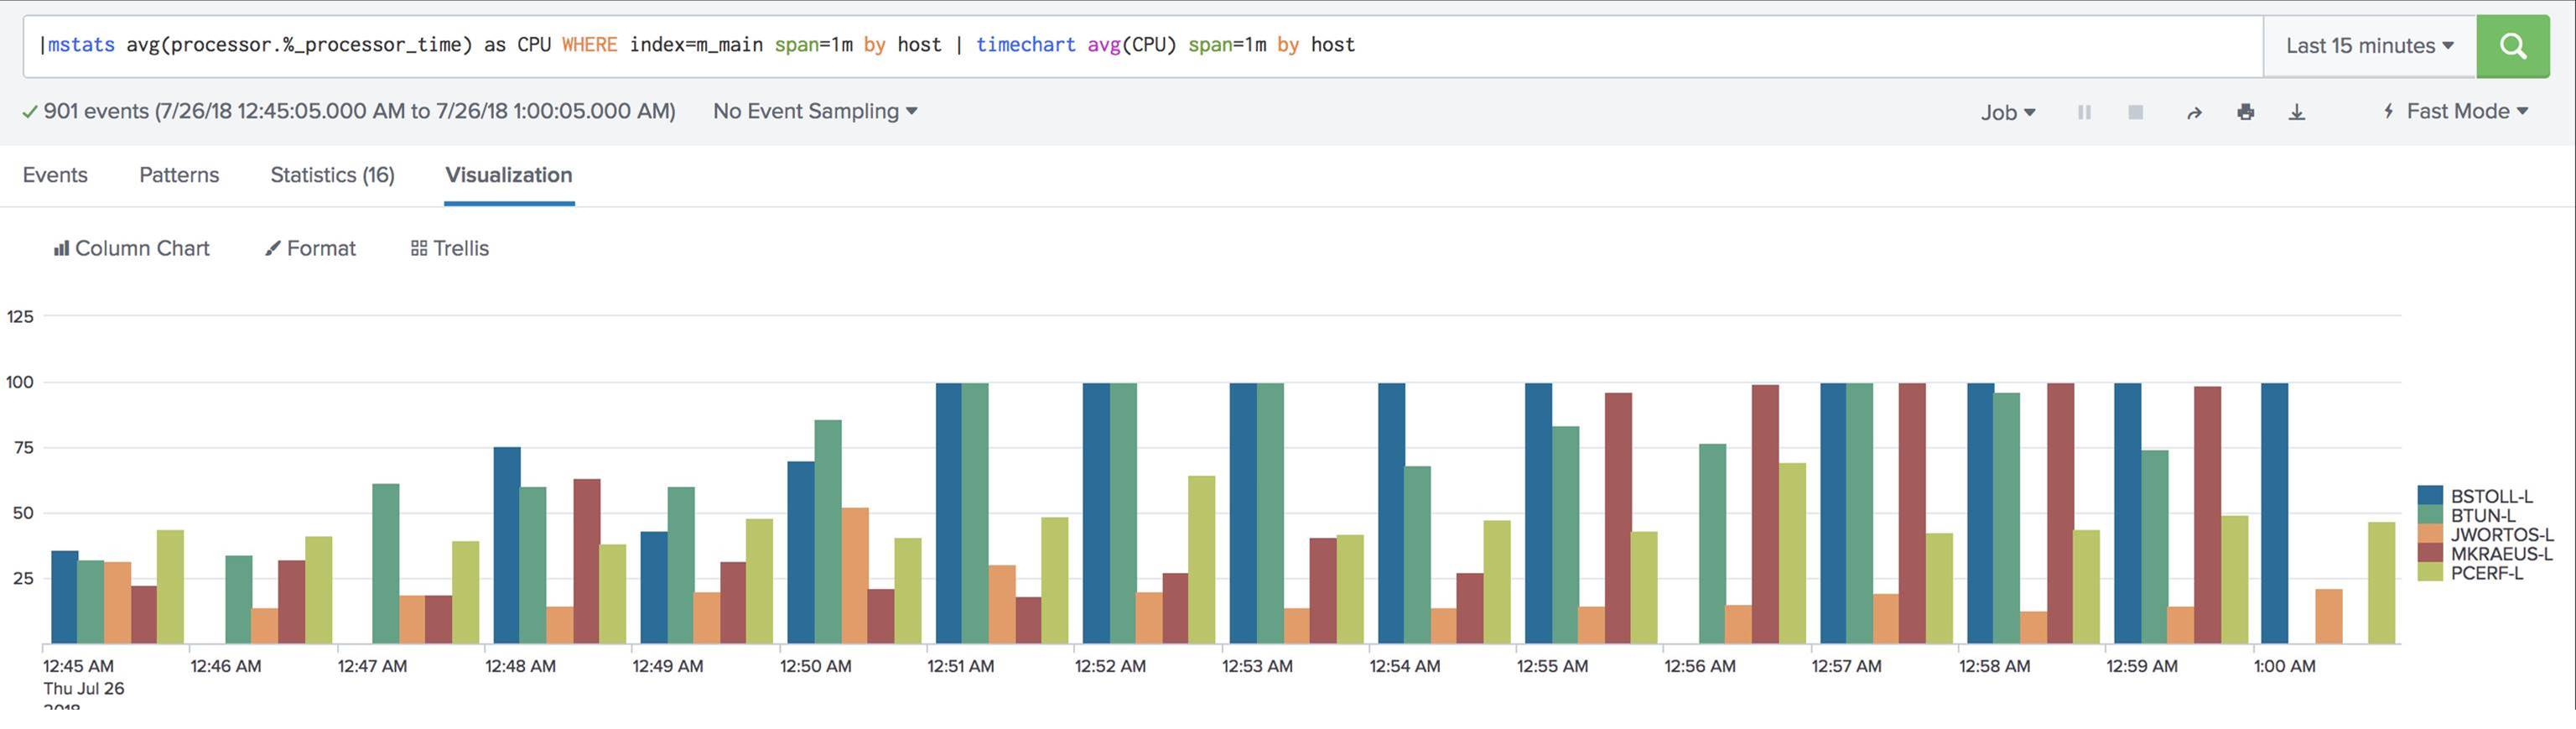 |mstats avg(processor.%_processor_time) as CPU WHERE index=m_main span=1m by host | timechart avg(CPU) span=1m by host
Last 15 minutes
901 events (7/26/18 12:45:05.000 AM to 7/26/18 1:00:05.000 AM) No Event Sampling
Job Fast Mode
Events Patterns Statistics (16) Visualization
Column Chart Format Trellis
125
100
75
50
25
12:45 AM 12:46 AM 12:47 AM 12:48 AM 12:49 AM 12:50 AM 12:51 AM 12:52 AM 12:53 AM 12:54 AM 12:55 AM 12:56 AM 12:57 AM 12:58 AM 12:59 AM 1:00 AM
Thu Jul 26
2018
BSTOLL-L
BTUN-L
JWORTOS-L
MKRAEUS-L
PCERF-L